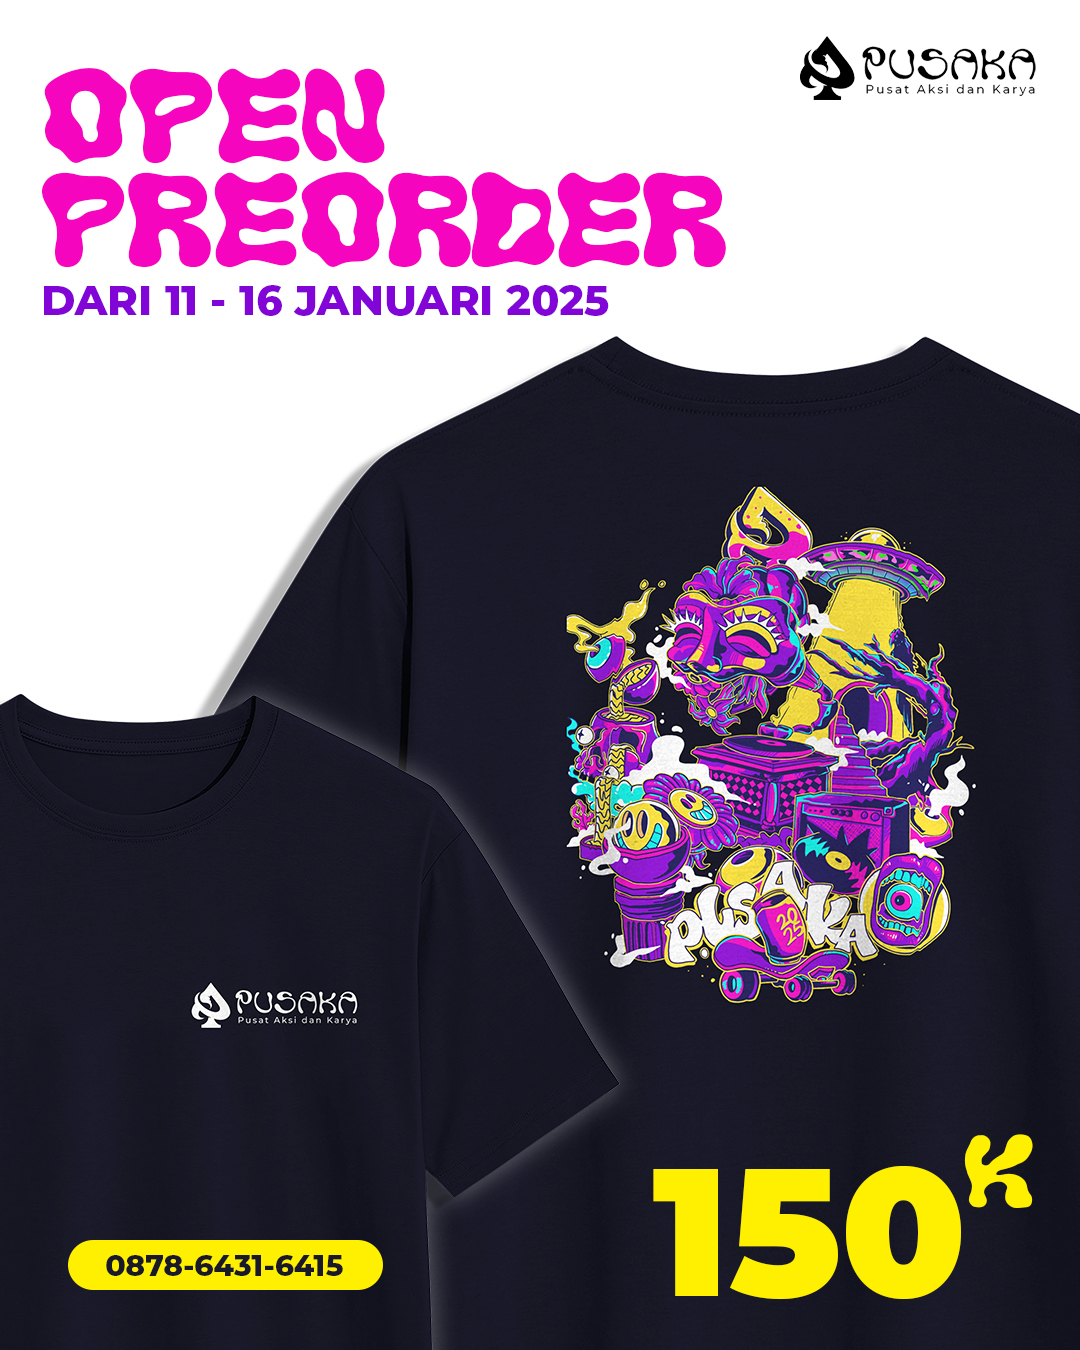 PUSAKA
Pusat Aksi dan Karya
OPEN
PREORDER
DARI 11 - 16 JANUARI 2025
PUSAKA
2025
PUSAKA
Pusat Aksi dan Karya
150K
0878-6431-6415